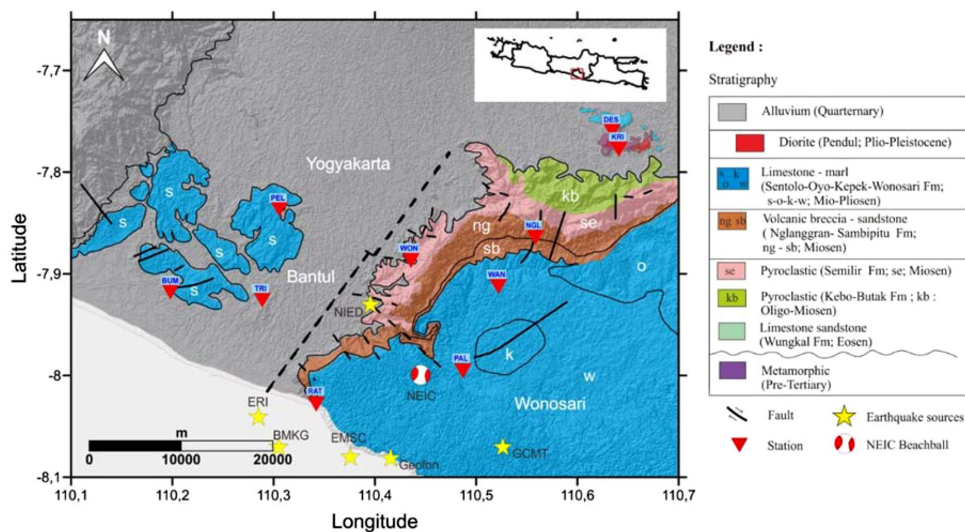 N
-7,7
-7,8
-7,9
-8
-8,1
Latitude
110,1
110,2
110,3
110,4
110,5
110,6
110,7
Longitude
Yogyakarta
Bantul
Wonosari
DES
KRI
PEL
WON
NGL
WAN
BUM
TRI
PAL
RAT
NIED
NEIC
ERI
BMKG
EMSC
Geofon
GCMT
s
s
s
s
s
kb
se
ng
sb
o
k
w
m
0
10000
20000
Legend :
Stratigraphy
Alluvium (Quarternary)
Diorite (Pendul; Plio-Pleistocene)
s k
o w
Limestone - marl
(Sentolo-Oyo-Kepek-Wonosari Fm;
s-o-k-w; Mio-Pliosen)
ng sb
Volcanic breccia - sandstone
( Nglanggran- Sambipitu Fm;
ng - sb; Miosen)
se
Pyroclastic (Semilir Fm; se; Miosen)
kb
Pyroclastic (Kebo-Butak Fm ; kb :
Oligo-Miosen)
Limestone sandstone
(Wungkal Fm; Eosen)
Metamorphic
(Pre-Tertiary)
Fault
Earthquake sources
Station
NEIC Beachball